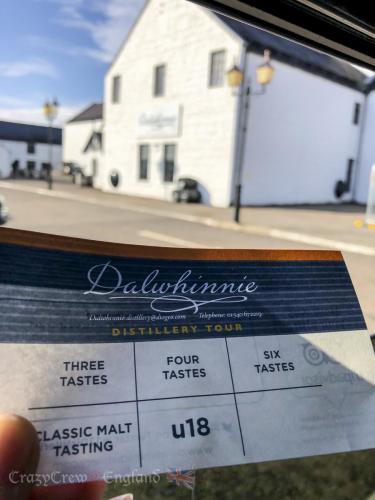 Dalwhinnie
DISTILLERY TOUR
THREE TASTES
FOUR TASTES
SIX TASTES
CLASSIC MALT TASTING
u18
CrazyCrew England